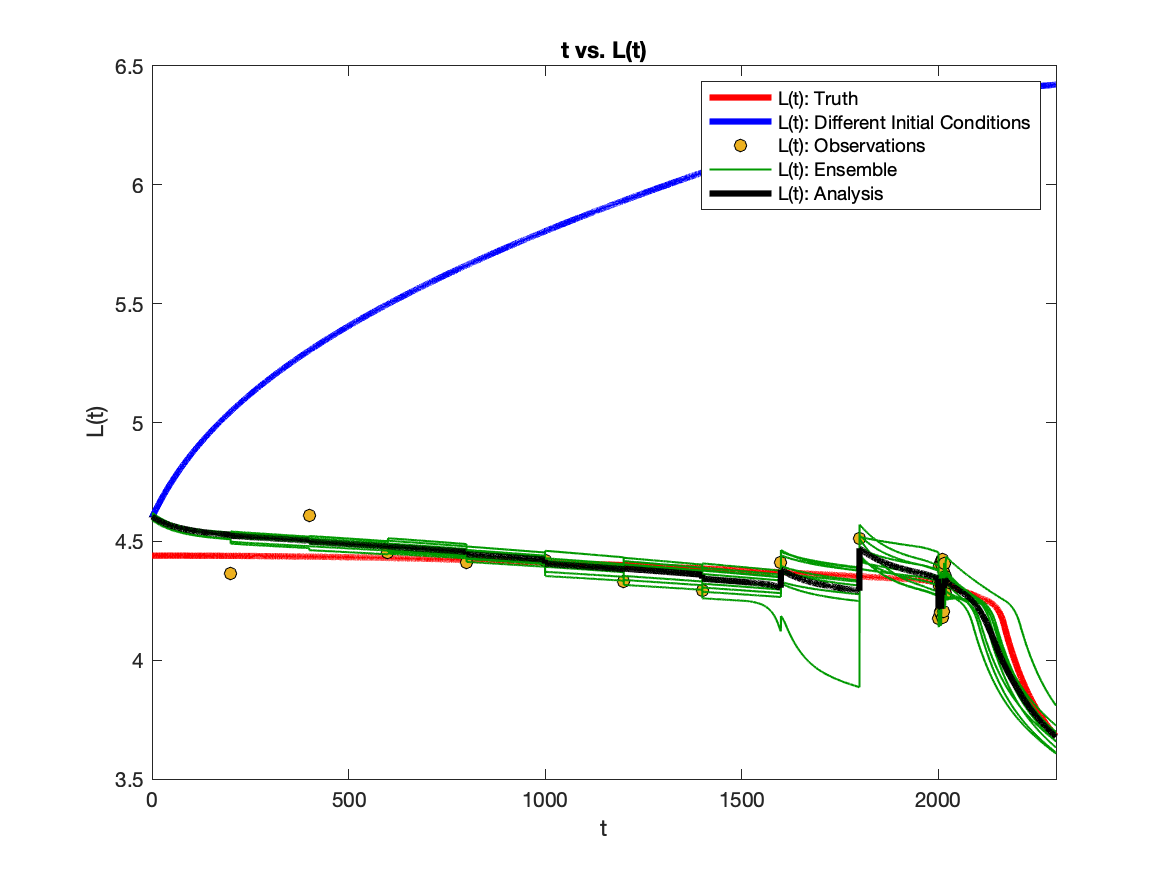 t vs. L(t)
6.5
6
5.5
5
4.5
4
3.5
L(t)
L(t): Truth
L(t): Different Initial Conditions
L(t): Observations
L(t): Ensemble
L(t): Analysis
0 500 1000 1500 2000
t